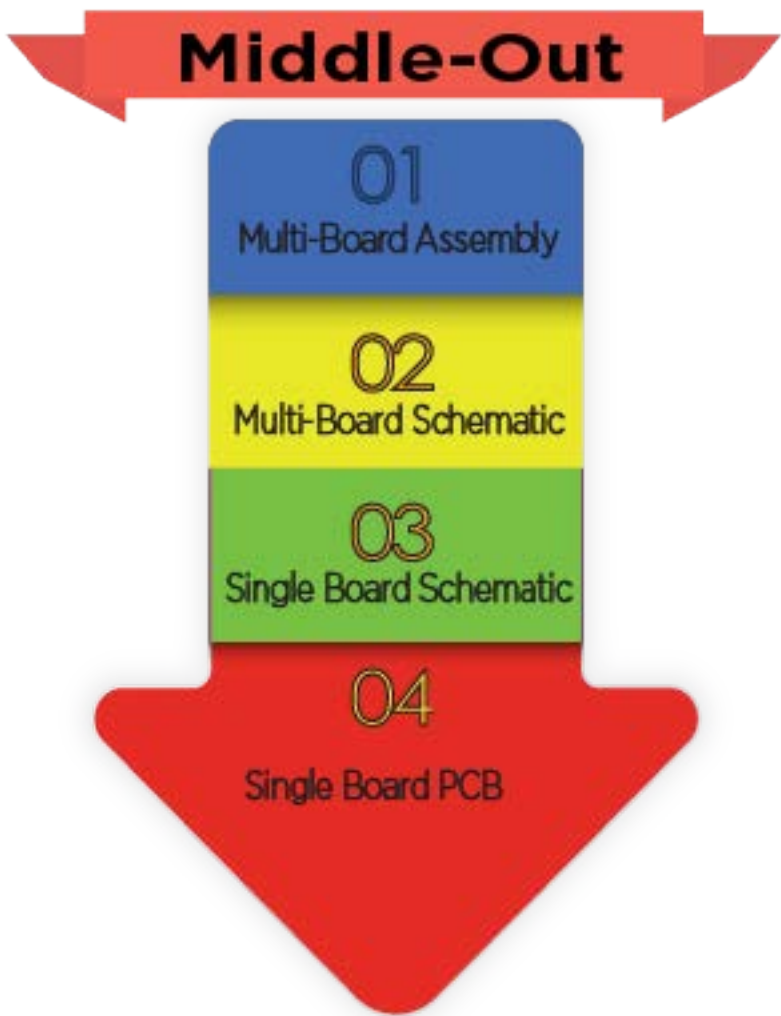 Middle-Out
01
Multi-Board Assembly
02
Multi-Board Schematic
03
Single Board Schematic
04
Single Board PCB